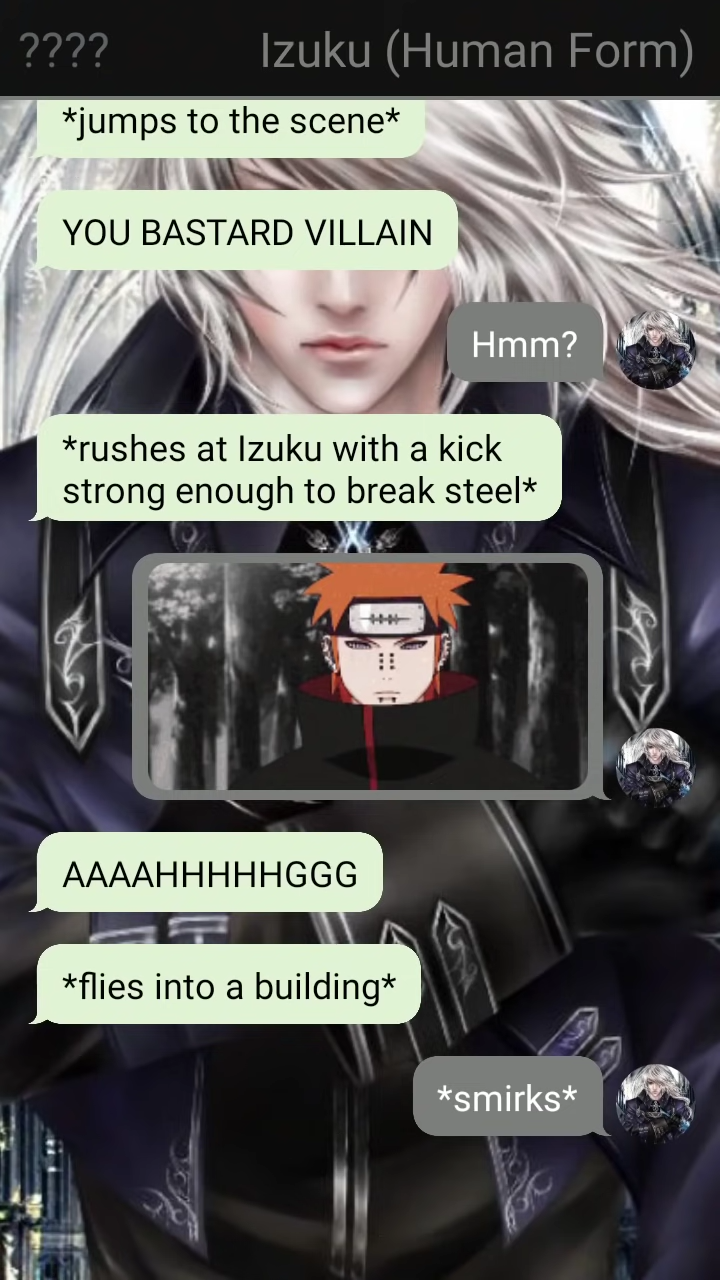 ????
Izuku (Human Form)
*jumps to the scene*
YOU BASTARD VILLAIN
Hmm?
*rushes at Izuku with a kick
strong enough to break steel*
AAAAHHHHHGGG
*flies into a building*
*smirks*